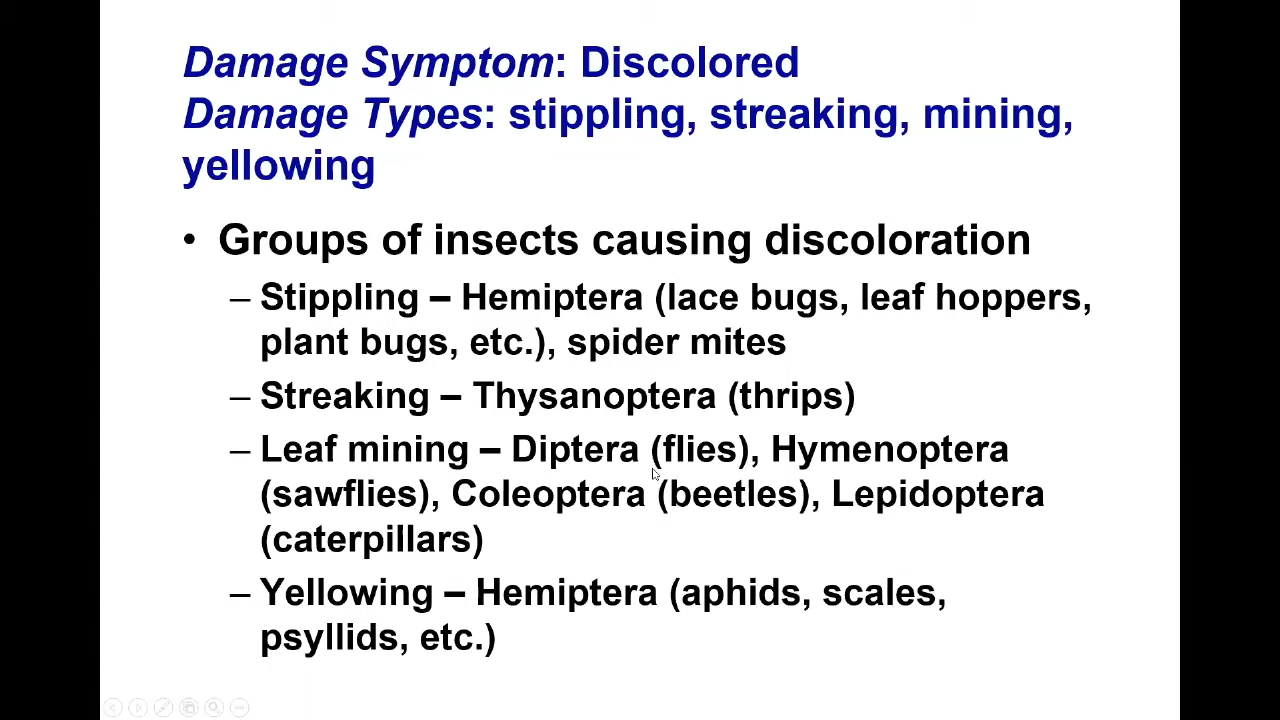 Damage Symptom: Discolored
Damage Types: stippling, streaking, mining,
yellowing
• Groups of insects causing discoloration
– Stippling – Hemiptera (lace bugs, leaf hoppers,
plant bugs, etc.), spider mites
– Streaking – Thysanoptera (thrips)
– Leaf mining – Diptera (flies), Hymenoptera
(sawflies), Coleoptera (beetles), Lepidoptera
(caterpillars)
– Yellowing – Hemiptera (aphids, scales,
psyllids, etc.)